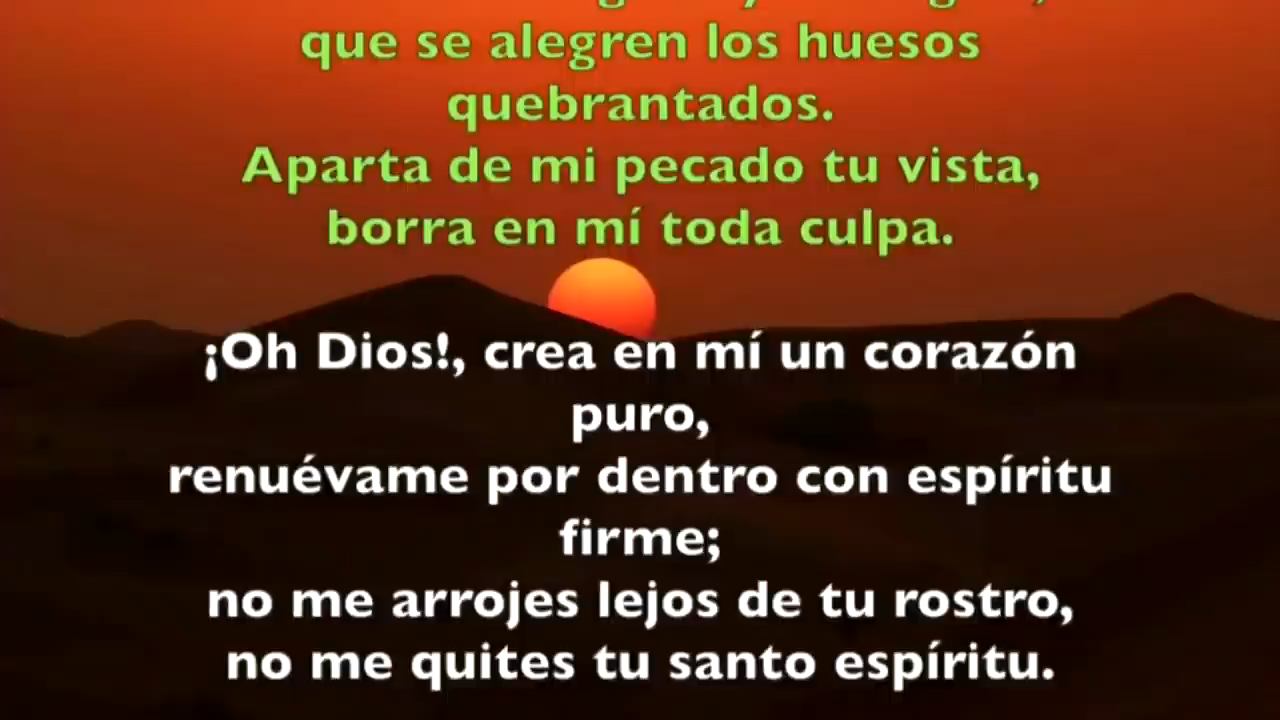 que se alegren los huesos
quebrantados.
Aparta de mi pecado tu vista,
borra en mí toda culpa.
¡Oh Dios!, crea en mí un corazón
puro,
renuévame por dentro con espíritu
firme;
no me arrojes lejos de tu rostro,
no me quites tu santo espíritu.